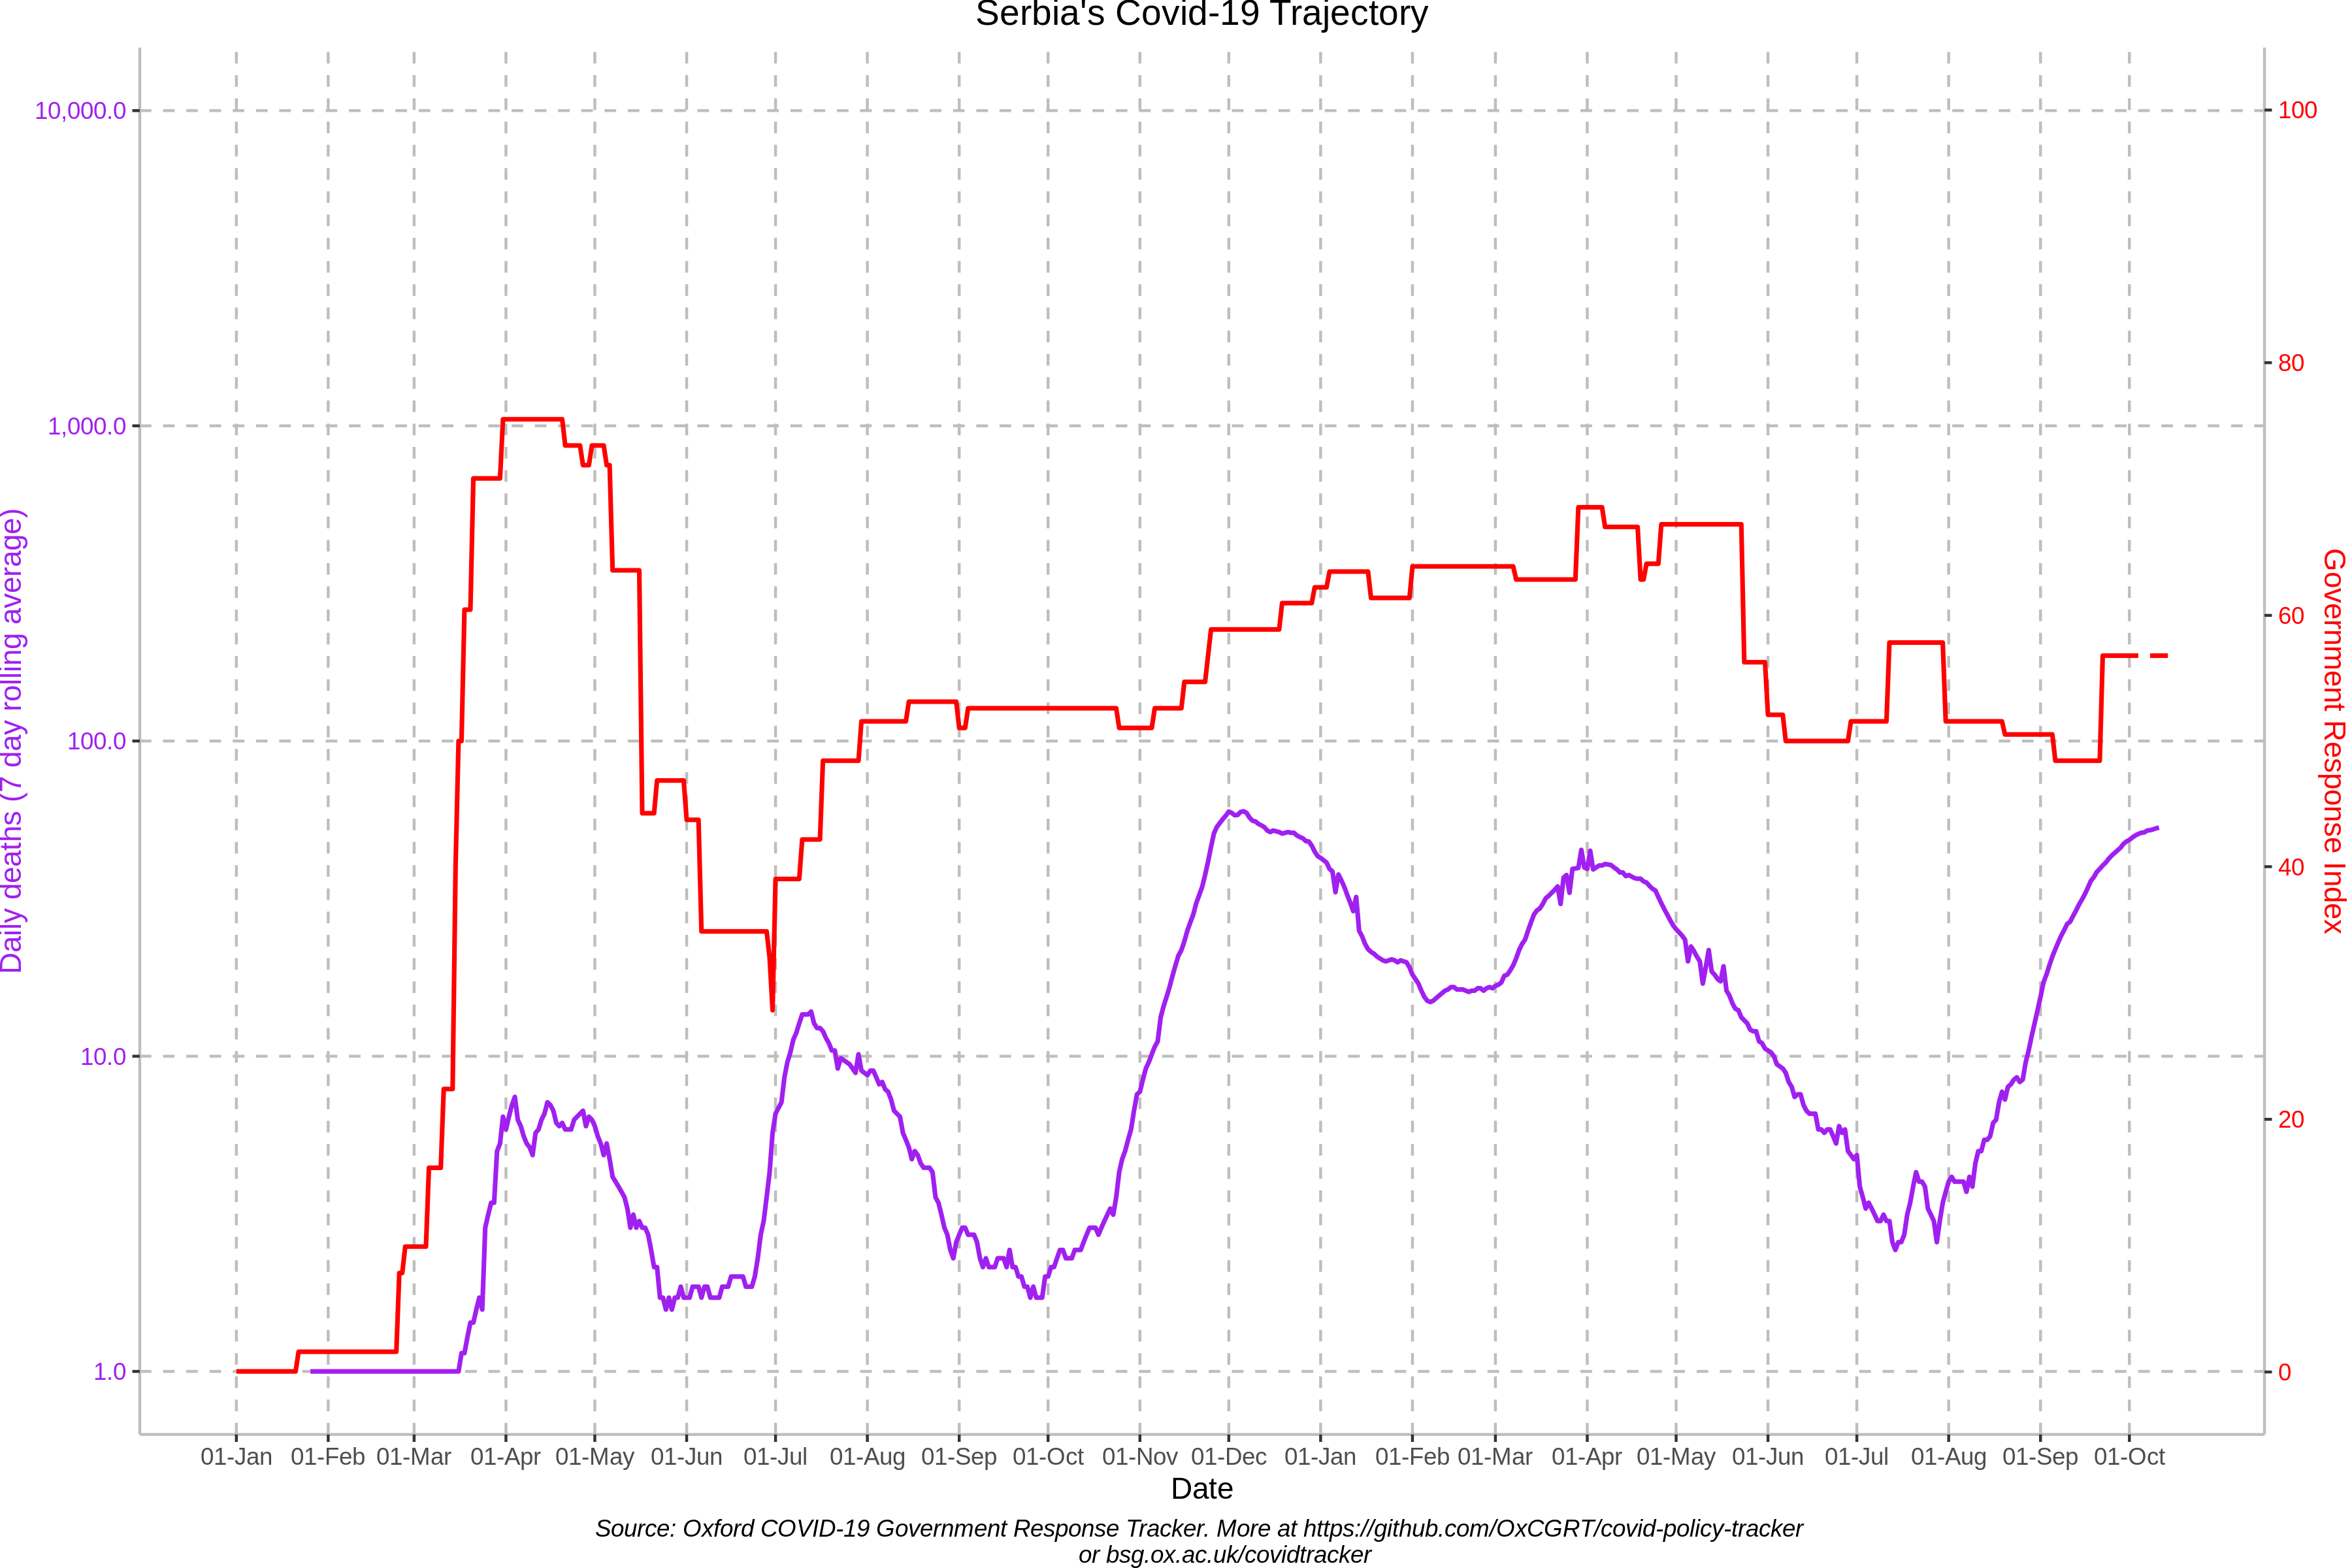 Serbia's Covid-19 Trajectory
10,000.0
1,000.0
100.0
10.0
1.0
Daily deaths (7 day rolling average)
100
80
60
40
20
0
Government Response Index
01-Jan 01-Feb 01-Mar 01-Apr 01-May 01-Jun 01-Jul 01-Aug 01-Sep 01-Oct 01-Nov 01-Dec 01-Jan 01-Feb 01-Mar 01-Apr 01-May 01-Jun 01-Jul 01-Aug 01-Sep 01-Oct
Date
Source: Oxford COVID-19 Government Response Tracker. More at https://github.com/OxCGRT/covid-policy-tracker
or bsg.ox.ac.uk/covidtracker